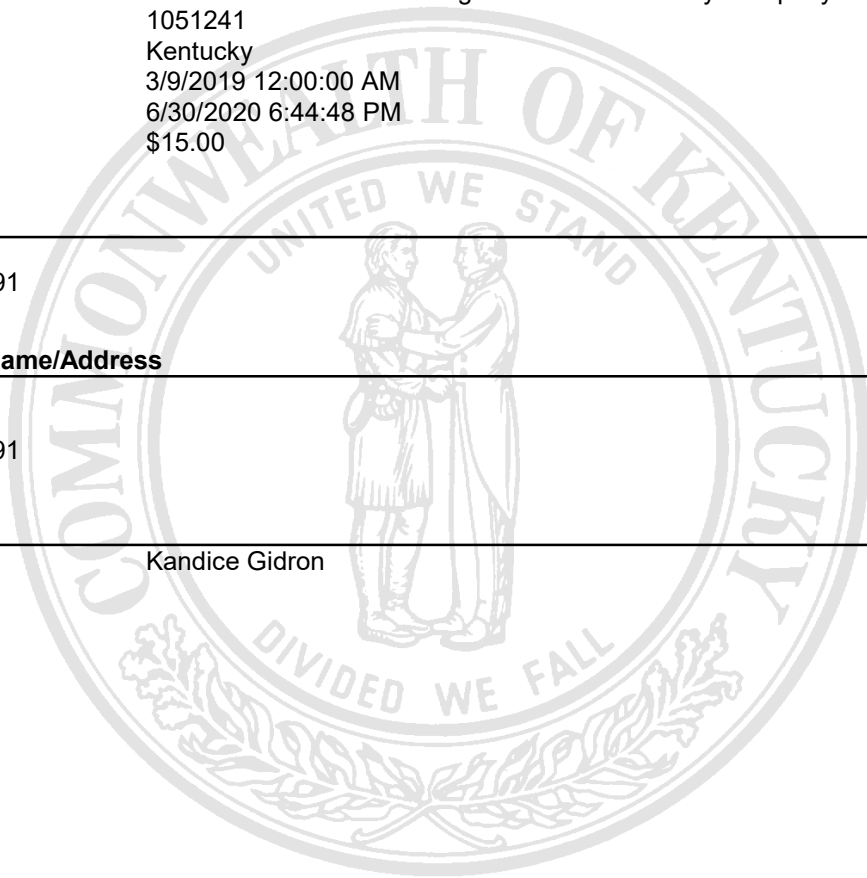 1051241
Kentucky
3/9/2019 12:00:00 AM
6/30/2020 6:44:48 PM
$15.00
COMMONWEALTH OF KENTUCKY
UNITED WE STAND
91
ame/Address
91
Kandice Gidron
DIVIDED WE FALL